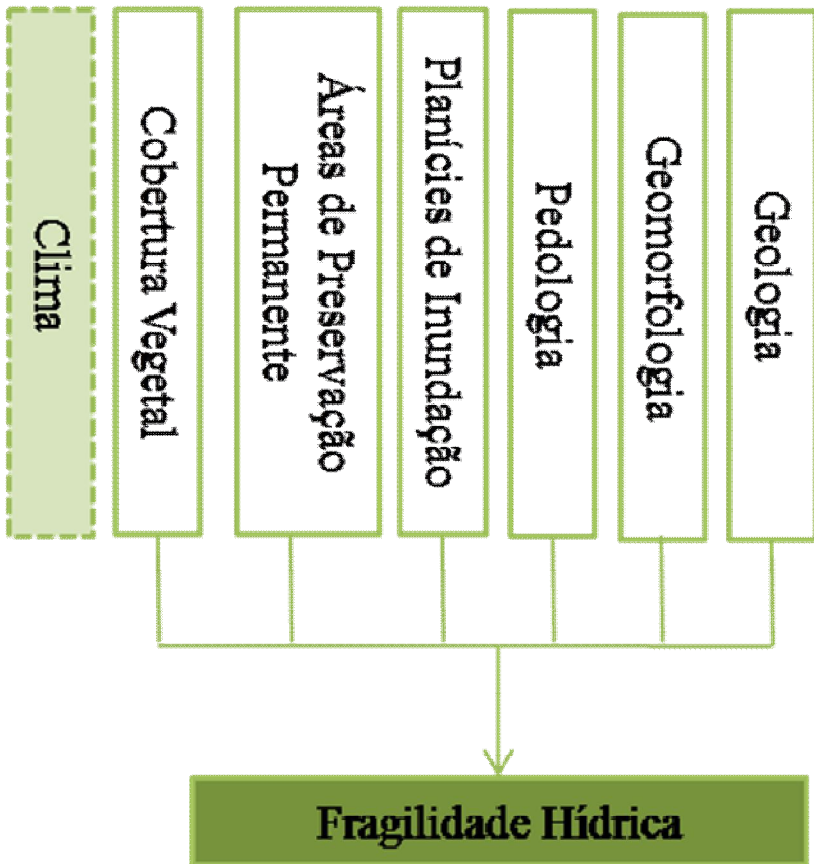 Clima
Cobertura Vegetal
Áreas de Preservação
Permanente
Planícies de Inundação
Pedologia
Geomorfologia
Geologia
Fragilidade Hídrica